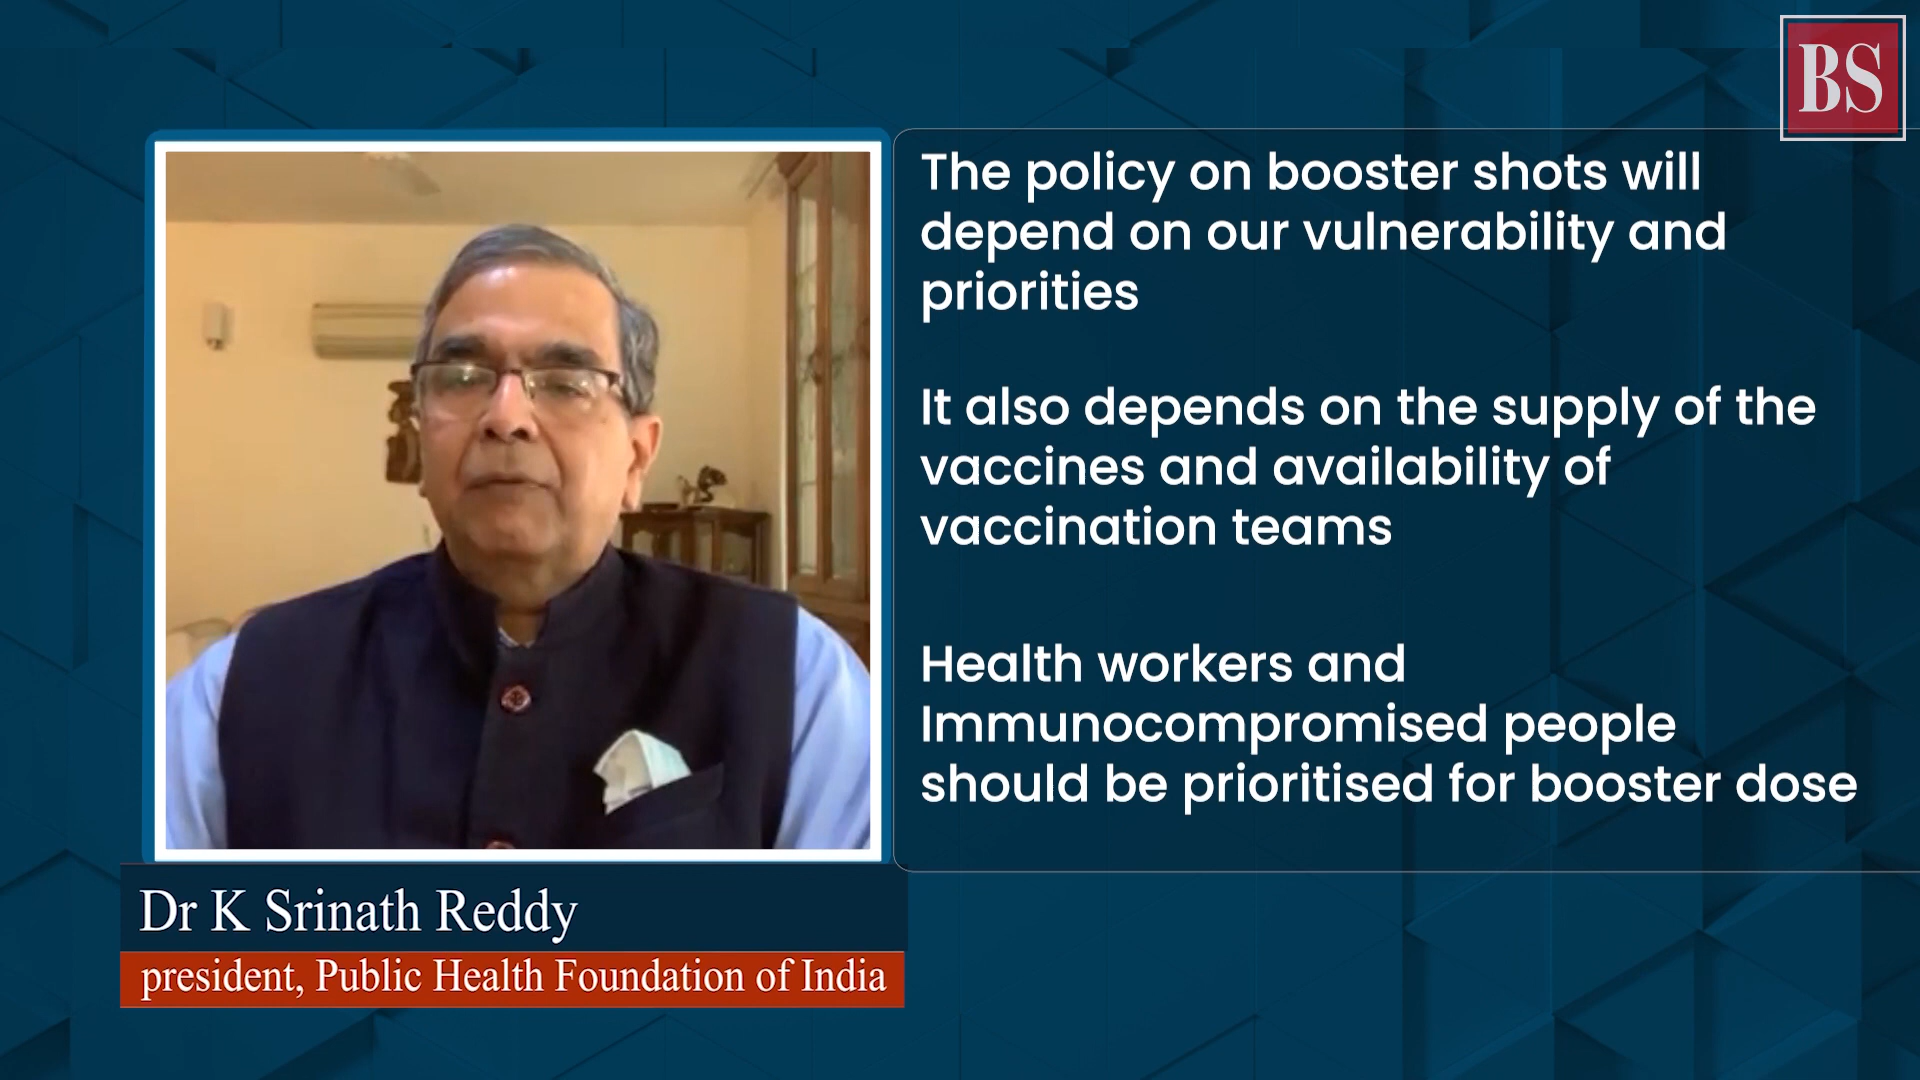 BS
The policy on booster shots will
depend on our vulnerability and
priorities
It also depends on the supply of the
vaccines and availability of
vaccination teams
Health workers and
Immunocompromised people
should be prioritised for booster dose
Dr K Srinath Reddy
president, Public Health Foundation of India